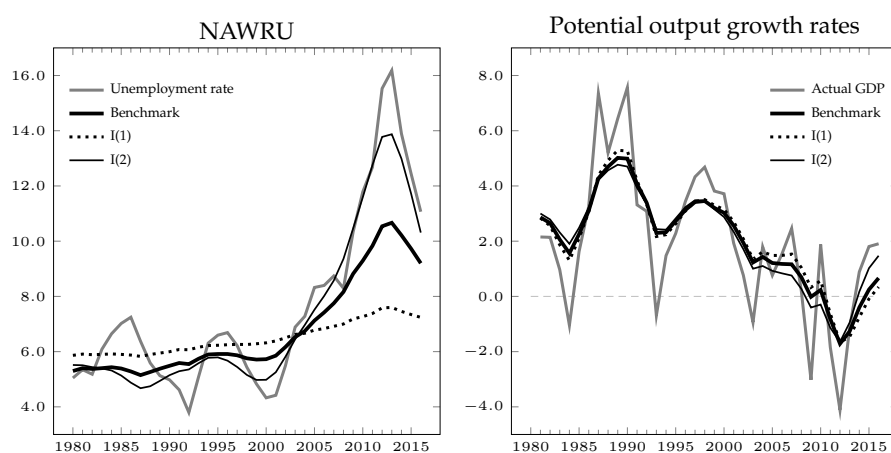 NAWRU
16.0
14.0
12.0
10.0
8.0
6.0
4.0
Unemployment rate
Benchmark
I(1)
I(2)
1980 1985 1990 1995 2000 2005 2010 2015
Potential output growth rates
8.0
6.0
4.0
2.0
0.0
−2.0
−4.0
Actual GDP
Benchmark
I(1)
I(2)
1980 1985 1990 1995 2000 2005 2010 2015